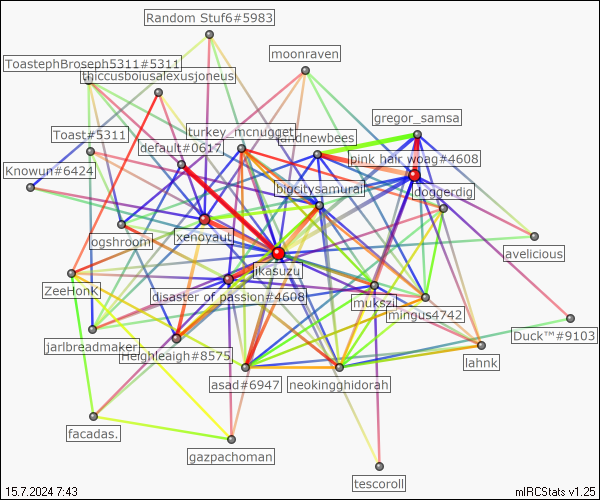 Random Stuf6#5983
moonraven
ToastephBroseph5311#5311
thiccusboiusalexusjoneus
gregor_samsa
Toast#5311
turkey_mcnugget
landnewbees
default#0617
pink hair woag#4608
Knowun#6424
bigcitysamurai
doggerdig
ogshroom
xenoyaut
avelicious
jkasuzu
ZeeHonK
disaster of passion#4608
mukszi
mingus4742
Duck™#9103
jarlbreadmaker
Heighleaigh#8575
lahnk
asad#6947
neokingghidorah
facadas.
gazpachoman
tescoroll
15.7.2024 7:43
mIRCStats v1.25